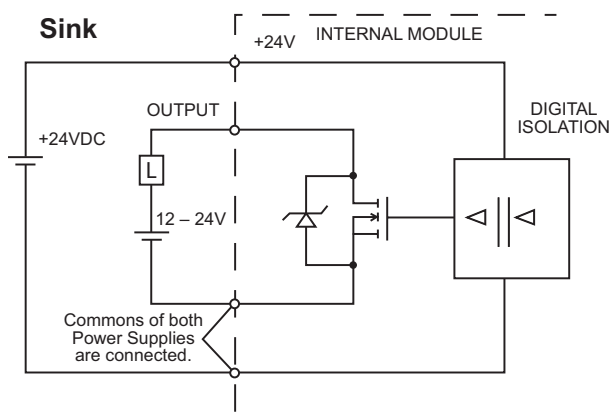 Sink
+24V
INTERNAL MODULE
OUTPUT
DIGITAL
ISOLATION
+24VDC
L
12 – 24V
Commons of both
Power Supplies
are connected.